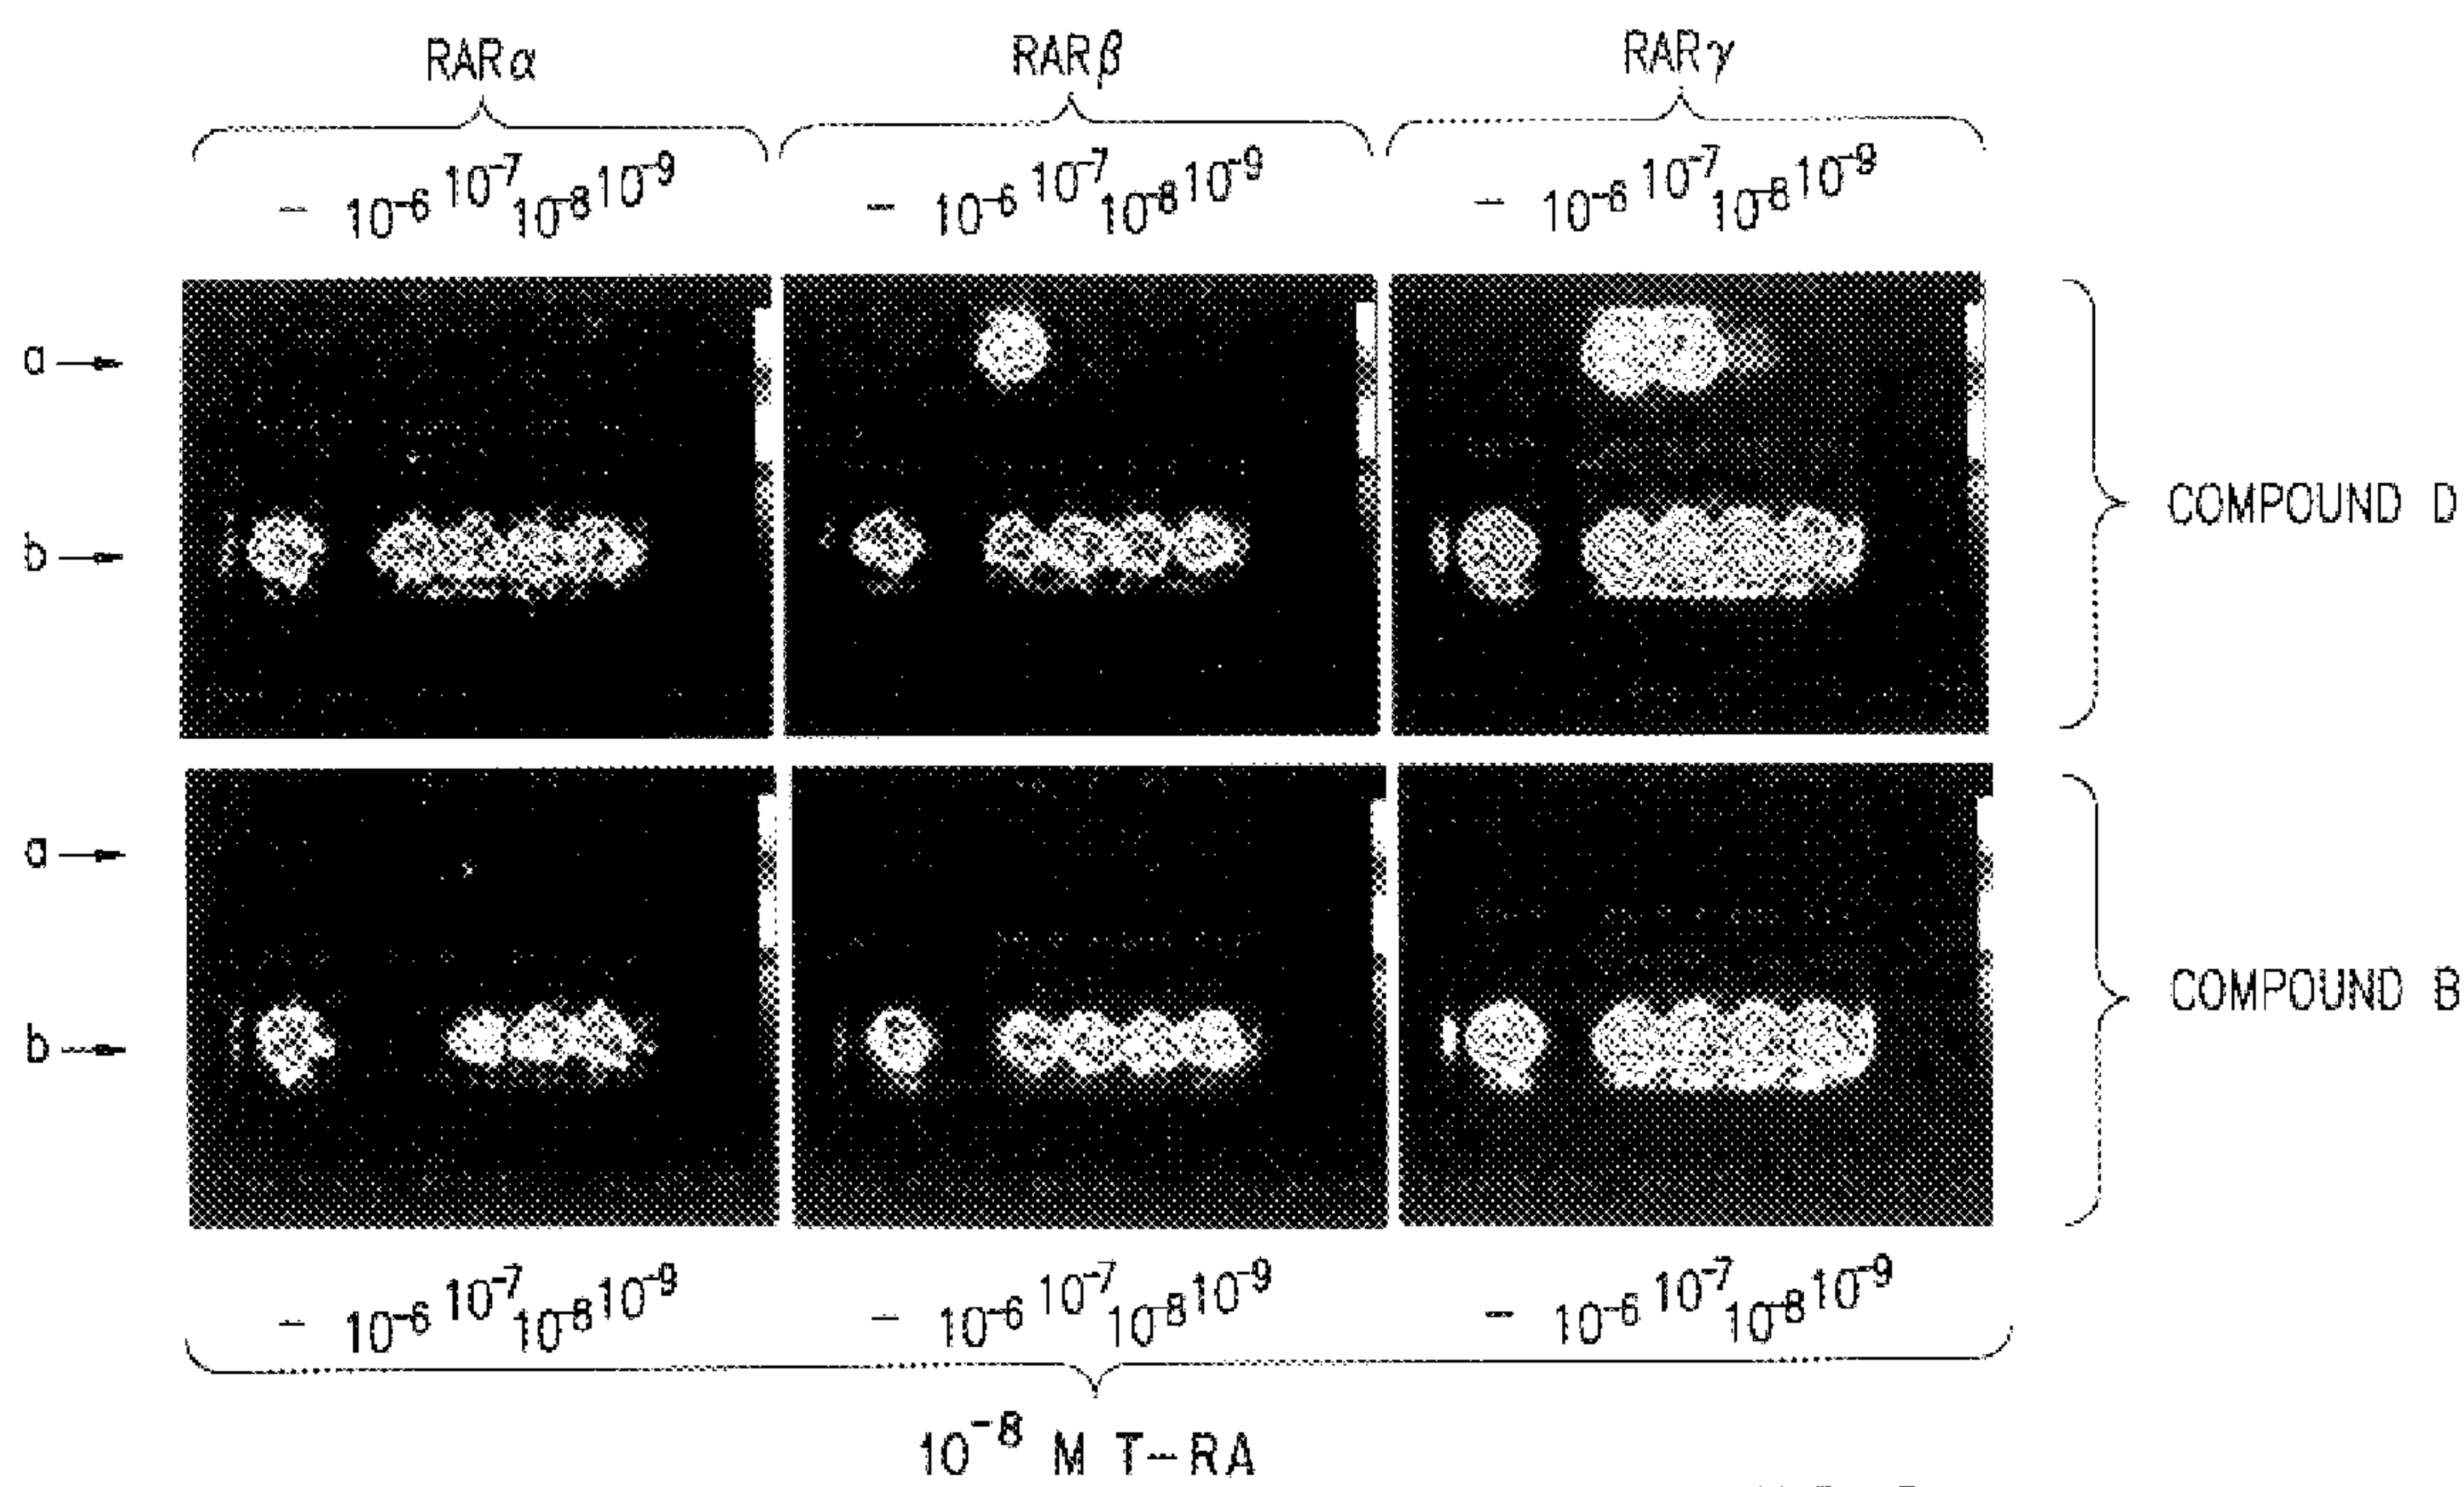 RARα RARβ RARγ
– 10⁻⁶ 10⁻⁷ 10⁻⁸ 10⁻⁹ – 10⁻⁶ 10⁻⁷ 10⁻⁸ 10⁻⁹ – 10⁻⁶ 10⁻⁷ 10⁻⁸ 10⁻⁹
a
b
COMPOUND D
a
b
COMPOUND B
– 10⁻⁶ 10⁻⁷ 10⁻⁸ 10⁻⁹ – 10⁻⁶ 10⁻⁷ 10⁻⁸ 10⁻⁹ – 10⁻⁶ 10⁻⁷ 10⁻⁸ 10⁻⁹
10⁻⁸ M T-RA